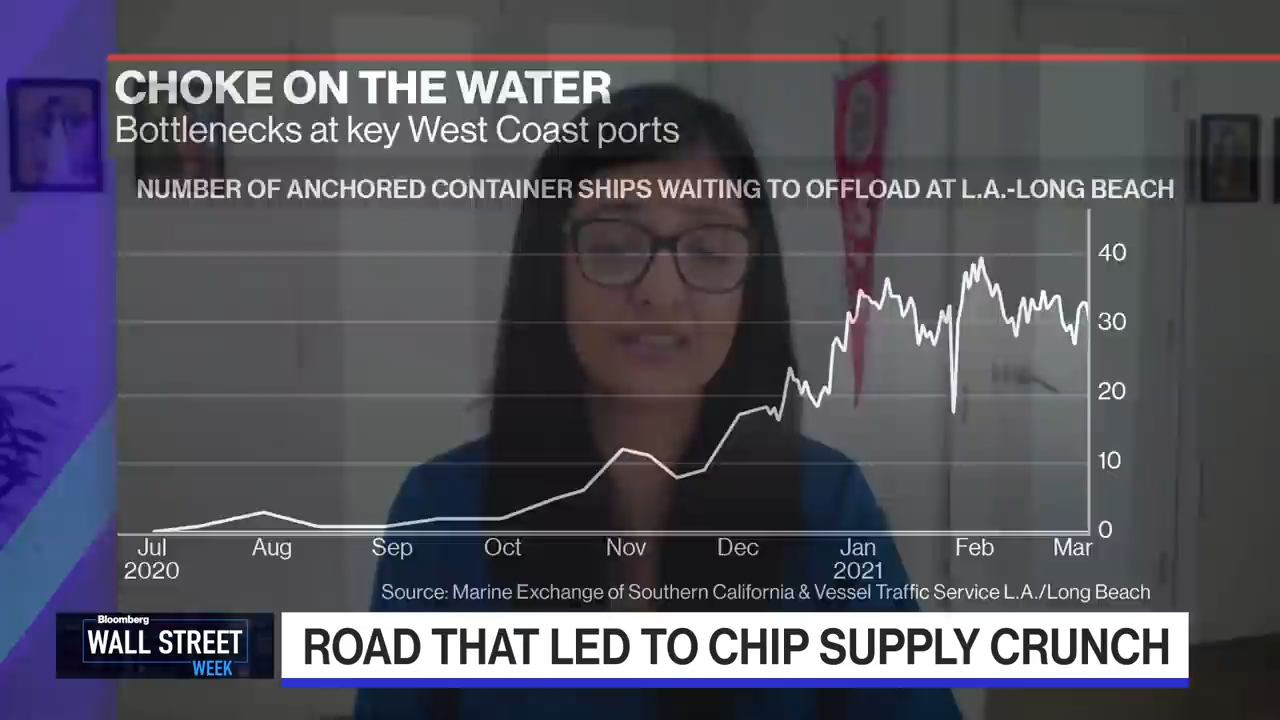 CHOKE ON THE WATER
Bottlenecks at key West Coast ports
NUMBER OF ANCHORED CONTAINER SHIPS WAITING TO OFFLOAD AT L.A.-LONG BEACH
40
30
20
10
0
Jul Aug Sep Oct Nov Dec Jan Feb Mar
2020 2021
Source: Marine Exchange of Southern California & Vessel Traffic Service L.A./Long Beach
Bloomberg
WALL STREET
WEEK
ROAD THAT LED TO CHIP SUPPLY CRUNCH